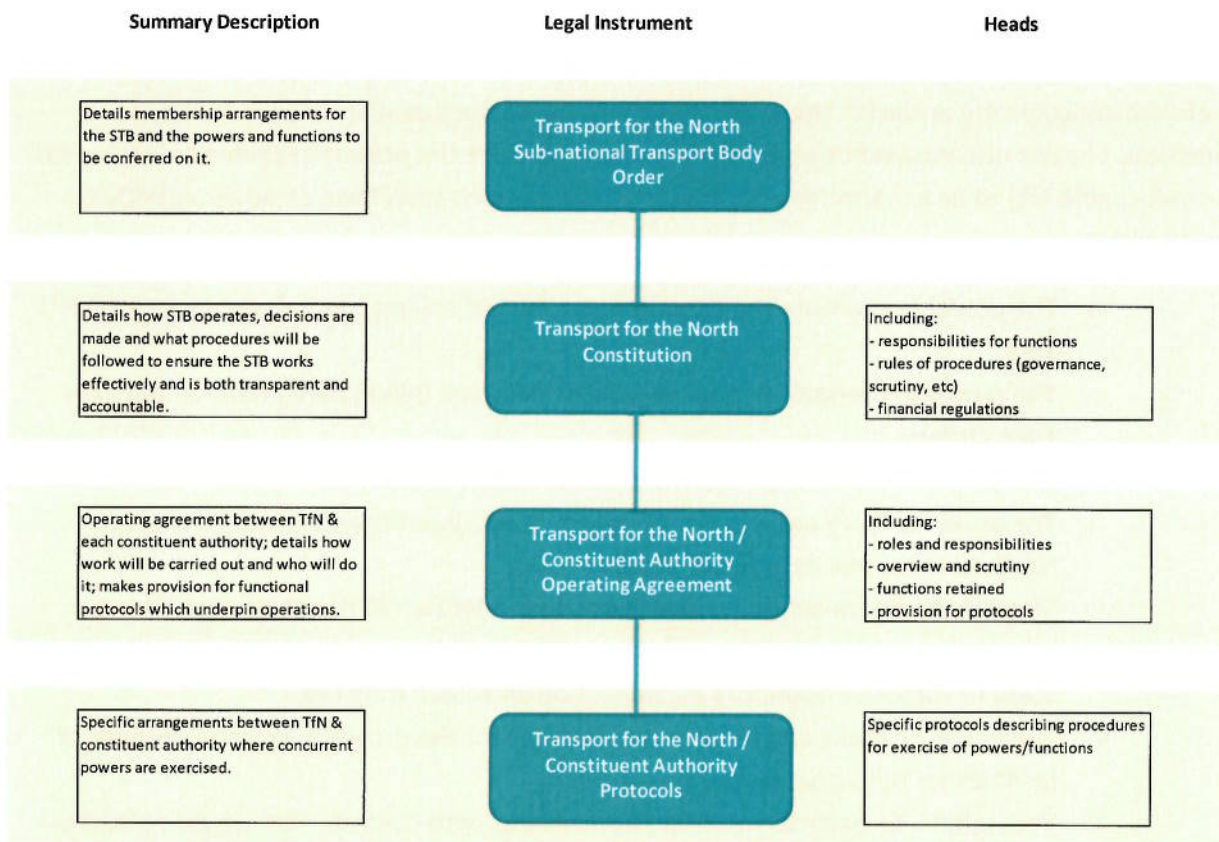 Summary Description
Legal Instrument
Heads
Details membership arrangements for
the STB and the powers and functions to
be conferred on it.
Transport for the North
Sub-national Transport Body
Order
Details how STB operates, decisions are
made and what procedures will be
followed to ensure the STB works
effectively and is both transparent and
accountable.
Transport for the North
Constitution
Including:
- responsibilities for functions
- rules of procedures (governance,
scrutiny, etc)
- financial regulations
Operating agreement between TfN &
each constituent authority; details how
work will be carried out and who will do
it; makes provision for functional
protocols which underpin operations.
Transport for the North /
Constituent Authority
Operating Agreement
Including:
- roles and responsibilities
- overview and scrutiny
- functions retained
- provision for protocols
Specific arrangements between TfN &
constituent authority where concurrent
powers are exercised.
Transport for the North /
Constituent Authority
Protocols
Specific protocols describing procedures
for exercise of powers/functions